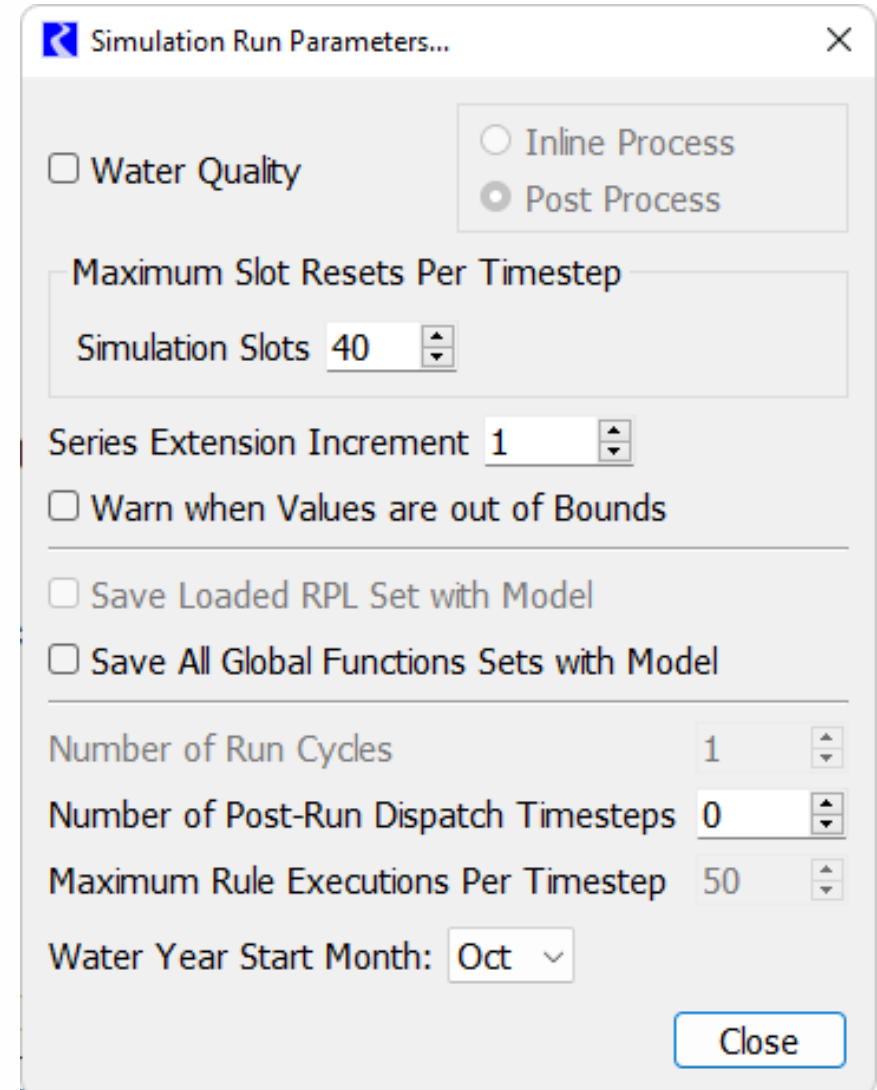 Simulation Run Parameters...
Water Quality
Inline Process
Post Process
Maximum Slot Resets Per Timestep
Simulation Slots 40
Series Extension Increment 1
Warn when Values are out of Bounds
Save Loaded RPL Set with Model
Save All Global Functions Sets with Model
Number of Run Cycles 1
Number of Post-Run Dispatch Timesteps 0
Maximum Rule Executions Per Timestep 50
Water Year Start Month: Oct
Close